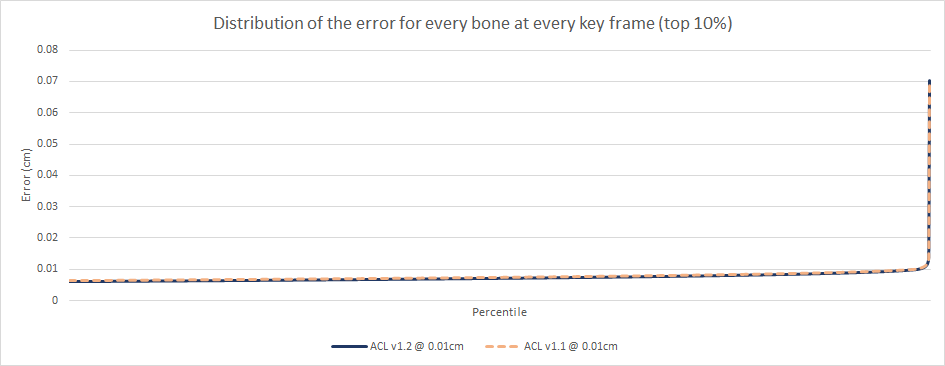 Distribution of the error for every bone at every key frame (top 10%)
0.08
0.07
0.06
0.05
0.04
0.03
0.02
0.01
0
Error (cm)
Percentile
ACL v1.2 @ 0.01cm
ACL v1.1 @ 0.01cm